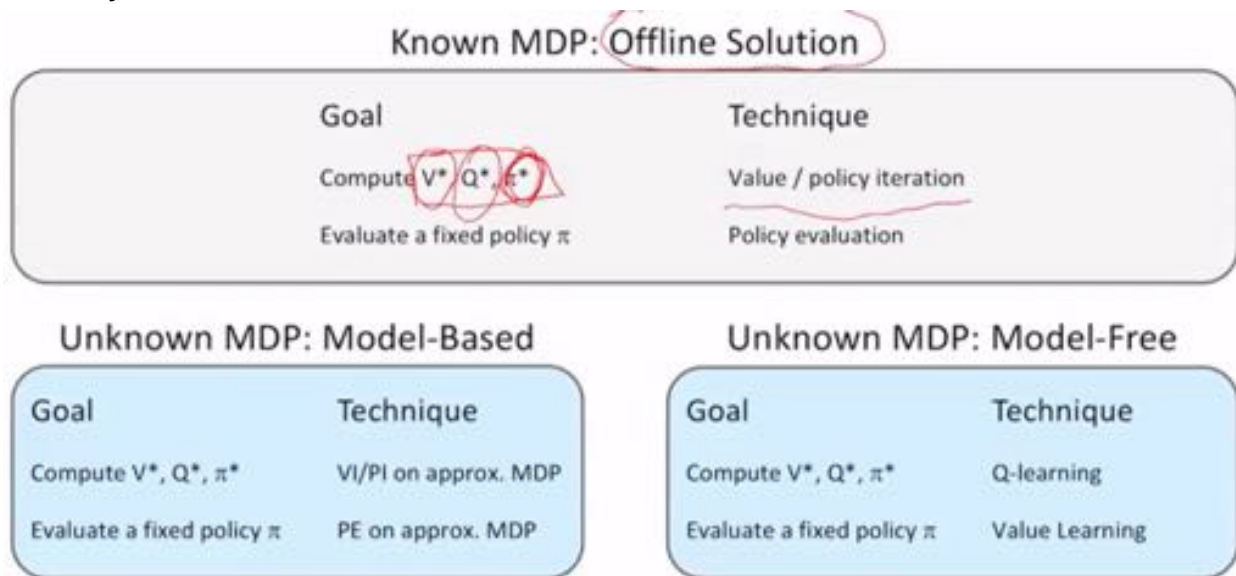 Known MDP: Offline Solution
Goal Technique
Compute V*, Q*, π* Value / policy iteration
Evaluate a fixed policy π Policy evaluation
Unknown MDP: Model-Based
Goal Technique
Compute V*, Q*, π* VI/PI on approx. MDP
Evaluate a fixed policy π PE on approx. MDP
Unknown MDP: Model-Free
Goal Technique
Compute V*, Q*, π* Q-learning
Evaluate a fixed policy π Value Learning